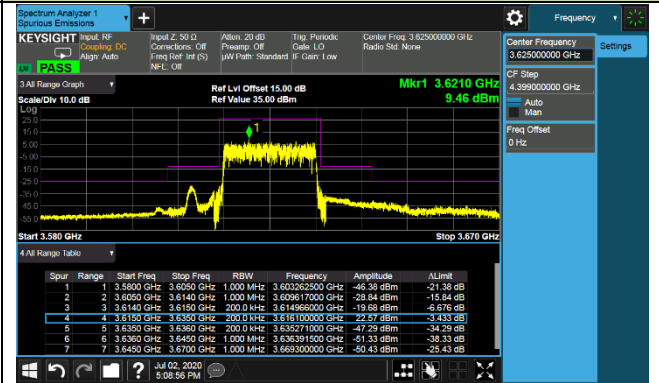 Spectrum Analyzer 1
Spurious Emissions
+
Frequency
KEYSIGHT Input: RF
Coupling: DC
Align: Auto
PASS
Input Z: 50 Ω
Corrections: Off
Freq Ref: Int (S)
NFE: Off
Atten: 20 dB
Preamp: Off
µW Path: Standard
Trig: Periodic
Gate: LO
IF Gain: Low
Center Freq: 3.625000000 GHz
Radio Std: None
Center Frequency
3.625000000 GHz
Settings
CF Step
4.399000000 GHz
Auto
Man
Freq Offset
0 Hz
3 All Range Graph
Scale/Div 10.0 dB
Ref Lvl Offset 15.00 dB
Ref Value 35.00 dBm
Mkr1 3.6210 GHz
9.46 dBm
Log
25.0
15.0
5.00
-5.00
-15.0
-25.0
-35.0
-45.0
-55.0
1
Start 3.580 GHz
Stop 3.670 GHz
4 All Range Table
Spur Range Start Freq Stop Freq RBW Frequency Amplitude ΔLimit
1 1 3.5800 GHz 3.6050 GHz 1.000 MHz 3.603262500 GHz -46.38 dBm -21.38 dB
2 2 3.6050 GHz 3.6140 GHz 1.000 MHz 3.609617000 GHz -28.84 dBm -15.84 dB
3 3 3.6140 GHz 3.6150 GHz 200.0 kHz 3.614966000 GHz -19.68 dBm -6.676 dB
4 4 3.6150 GHz 3.6350 GHz 200.0 kHz 3.616100000 GHz 22.57 dBm -3.433 dB
5 5 3.6350 GHz 3.6360 GHz 200.0 kHz 3.635271000 GHz -47.29 dBm -34.29 dB
6 6 3.6360 GHz 3.6450 GHz 1.000 MHz 3.636391500 GHz -51.33 dBm -38.33 dB
7 7 3.6450 GHz 3.6700 GHz 1.000 MHz 3.669300000 GHz -50.43 dBm -25.43 dB
?
Jul 02, 2020
5:08:56 PM